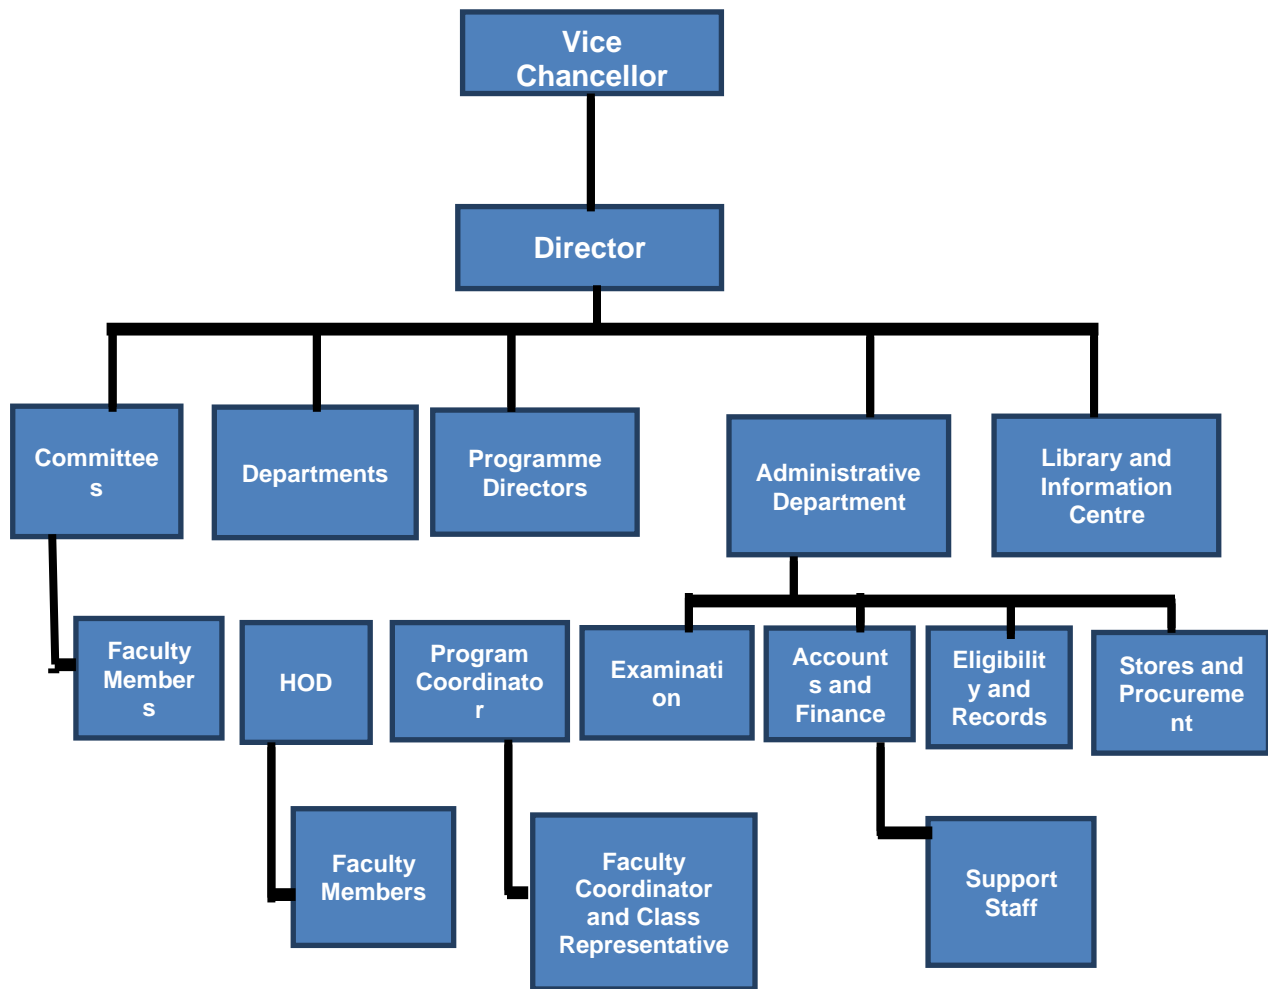 Vice
Chancellor
Director
Committee
s
Departments
Programme
Directors
Administrative
Department
Library and
Information
Centre
Faculty
Member
s
HOD
Program
Coordinato
r
Examinati
on
Account
s and
Finance
Eligibilit
y and
Records
Stores and
Procureme
nt
Faculty
Members
Faculty
Coordinator
and Class
Representative
Support
Staff